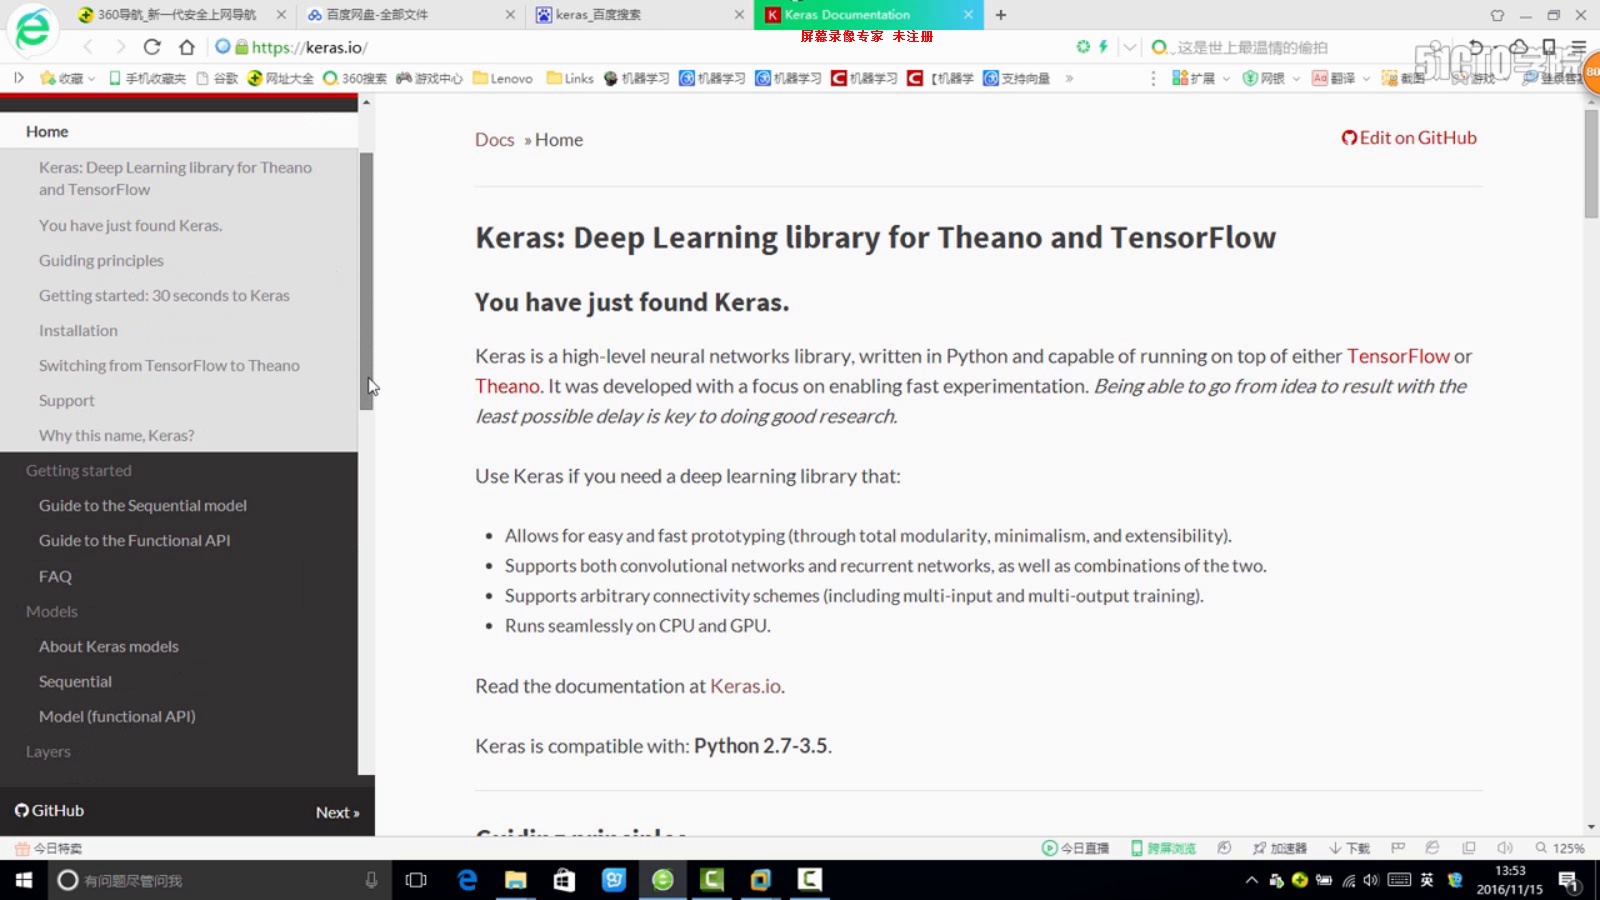 360导航_新一代安全上网导航
百度网盘-全部文件
keras_百度搜索
Keras Documentation
屏幕录像专家 未注册
https://keras.io/
这是世上最温情的偷拍
51CTO学院
收藏
手机收藏夹
谷歌
网址大全
360搜索
游戏中心
Lenovo
Links
机器学习
机器学习
机器学习
机器学习
【机器学
支持向量
»
扩展
网银
翻译
截图
游戏
80
Home
Keras: Deep Learning library for Theano
and TensorFlow
You have just found Keras.
Guiding principles
Getting started: 30 seconds to Keras
Installation
Switching from TensorFlow to Theano
Support
Why this name, Keras?
Getting started
Guide to the Sequential model
Guide to the Functional API
FAQ
Models
About Keras models
Sequential
Model (functional API)
Layers
GitHub
Next »
Docs » Home
Edit on GitHub
Keras: Deep Learning library for Theano and TensorFlow
You have just found Keras.
Keras is a high-level neural networks library, written in Python and capable of running on top of either TensorFlow or
Theano. It was developed with a focus on enabling fast experimentation. Being able to go from idea to result with the
least possible delay is key to doing good research.
Use Keras if you need a deep learning library that:
• Allows for easy and fast prototyping (through total modularity, minimalism, and extensibility).
• Supports both convolutional networks and recurrent networks, as well as combinations of the two.
• Supports arbitrary connectivity schemes (including multi-input and multi-output training).
• Runs seamlessly on CPU and GPU.
Read the documentation at Keras.io.
Keras is compatible with: Python 2.7-3.5.
Guiding principles
今日特卖
今日直播
跨屏浏览
加速器
下载
125%
有问题尽管问我
英
13:53
2016/11/15
1